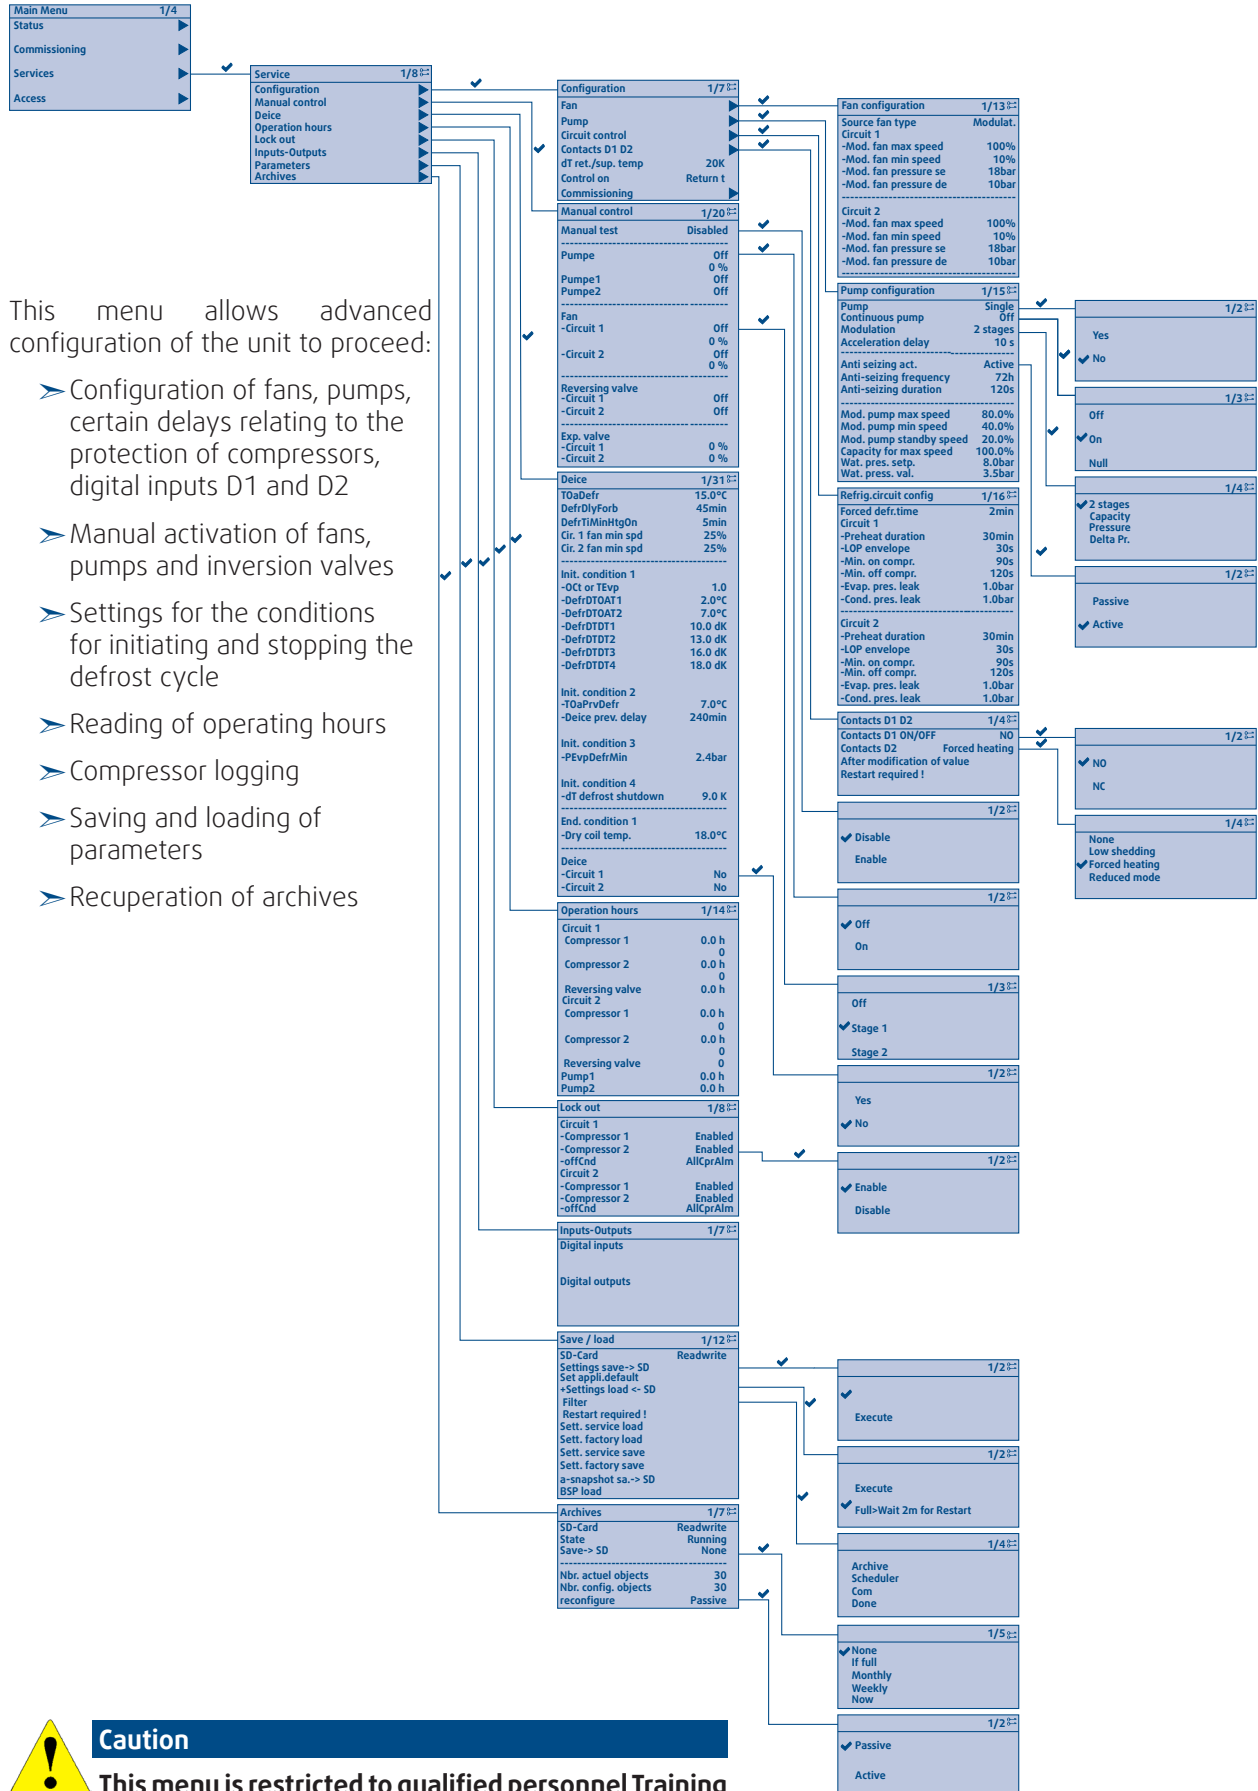 Main Menu 1/4
Status
Commissioning
Services
Access
Service 1/8
Configuration
Manual control
Deice
Operation hours
Lock out
Inputs-Outputs
Parameters
Archives
This menu allows advanced
configuration of the unit to proceed:
➢ Configuration of fans, pumps,
certain delays relating to the
protection of compressors,
digital inputs D1 and D2
➢ Manual activation of fans,
pumps and inversion valves
➢ Settings for the conditions
for initiating and stopping the
defrost cycle
➢ Reading of operating hours
➢ Compressor logging
➢ Saving and loading of
parameters
➢ Recuperation of archives
Configuration 1/7
Fan
Pump
Circuit control
Contacts D1 D2
dT ret./sup. temp 20K
Control on Return t
Commissioning
Manual control 1/20
Manual test Disabled
Pumpe Off
0 %
Pumpe1 Off
Pumpe2 Off
Fan
-Circuit 1 Off
0 %
-Circuit 2 Off
0 %
Reversing valve
-Circuit 1 Off
-Circuit 2 Off
Exp. valve
-Circuit 1 0 %
-Circuit 2 0 %
Deice 1/31
TOaDefr 15.0°C
DefrDlyForb 45min
DefrTiMinHtgOn 5min
Cir. 1 fan min spd 25%
Cir. 2 fan min spd 25%
Init. condition 1
-OCt or TEvp 1.0
-DefrDTOAT1 2.0°C
-DefrDTOAT2 7.0°C
-DefrDTDT1 10.0 dK
-DefrDTDT2 13.0 dK
-DefrDTDT3 16.0 dK
-DefrDTDT4 18.0 dK
Init. condition 2
-TOaPrvDefr 7.0°C
-Deice prev. delay 240min
Init. condition 3
-PEvpDefrMin 2.4bar
Init. condition 4
-dT defrost shutdown 9.0 K
End. condition 1
-Dry coil temp. 18.0°C
Deice
-Circuit 1 No
-Circuit 2 No
Operation hours 1/14
Circuit 1
Compressor 1 0.0 h
0
Compressor 2 0.0 h
0
Reversing valve 0.0 h
Circuit 2
Compressor 1 0.0 h
0
Compressor 2 0.0 h
0
Reversing valve 0
Pump1 0.0 h
Pump2 0.0 h
Lock out 1/8
Circuit 1
-Compressor 1 Enabled
-Compressor 2 Enabled
-offCnd AllCprAlm
Circuit 2
-Compressor 1 Enabled
-Compressor 2 Enabled
-offCnd AllCprAlm
Inputs-Outputs 1/7
Digital inputs
Digital outputs
Save / load 1/12
SD-Card Readwrite
Settings save-> SD
Set appli.default
+Settings load <- SD
Filter
Restart required !
Sett. service load
Sett. factory load
Sett. service save
Sett. factory save
a-snapshot sa.-> SD
BSP load
Archives 1/7
SD-Card Readwrite
State Running
Save-> SD None
Nbr. actuel objects 30
Nbr. config. objects 30
reconfigure Passive
Fan configuration 1/13
Source fan type Modulat.
Circuit 1
-Mod. fan max speed 100%
-Mod. fan min speed 10%
-Mod. fan pressure se 18bar
-Mod. fan pressure de 10bar
Circuit 2
-Mod. fan max speed 100%
-Mod. fan min speed 10%
-Mod. fan pressure se 18bar
-Mod. fan pressure de 10bar
Pump configuration 1/15
Pump Single
Continuous pump Off
Modulation 2 stages
Acceleration delay 10 s
Anti seizing act. Active
Anti-seizing frequency 72h
Anti-seizing duration 120s
Mod. pump max speed 80.0%
Mod. pump min speed 40.0%
Mod. pump standby speed 20.0%
Capacity for max speed 100.0%
Wat. pres. setp. 8.0bar
Wat. press. val. 3.5bar
Refrig.circuit config 1/16
Forced defr.time 2min
Circuit 1
-Preheat duration 30min
-LOP envelope 30s
-Min. on compr. 90s
-Min. off compr. 120s
-Evap. pres. leak 1.0bar
-Cond. pres. leak 1.0bar
Circuit 2
-Preheat duration 30min
-LOP envelope 30s
-Min. on compr. 90s
-Min. off compr. 120s
-Evap. pres. leak 1.0bar
-Cond. pres. leak 1.0bar
Contacts D1 D2 1/4
Contacts D1 ON/OFF NO
Contacts D2 Forced heating
After modification of value
Restart required !
1/2
✔ Disable
Enable
1/2
✔ Off
On
1/3
Off
✔ Stage 1
Stage 2
1/2
Yes
✔ No
1/2
✔ Enable
Disable
1/2
✔
Execute
1/2
Execute
✔ Full>Wait 2m for Restart
1/4
Archive
Scheduler
Com
Done
1/5
✔ None
If full
Monthly
Weekly
Now
1/2
✔ Passive
Active
1/2
Yes
✔ No
1/3
Off
✔ On
Null
1/4
✔ 2 stages
Capacity
Pressure
Delta Pr.
1/2
Passive
✔ Active
1/2
✔ NO
NC
1/4
None
Low shedding
✔ Forced heating
Reduced mode
Caution
This menu is restricted to qualified personnel Training